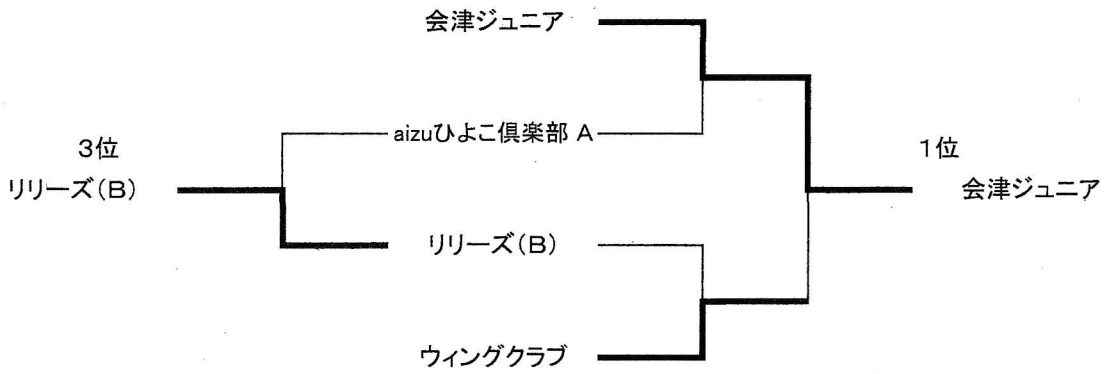 会津ジュニア
aizuひよこ倶楽部 A
3位
1位
リリーズ(B)
会津ジュニア
リリーズ(B)
ウィングクラブ